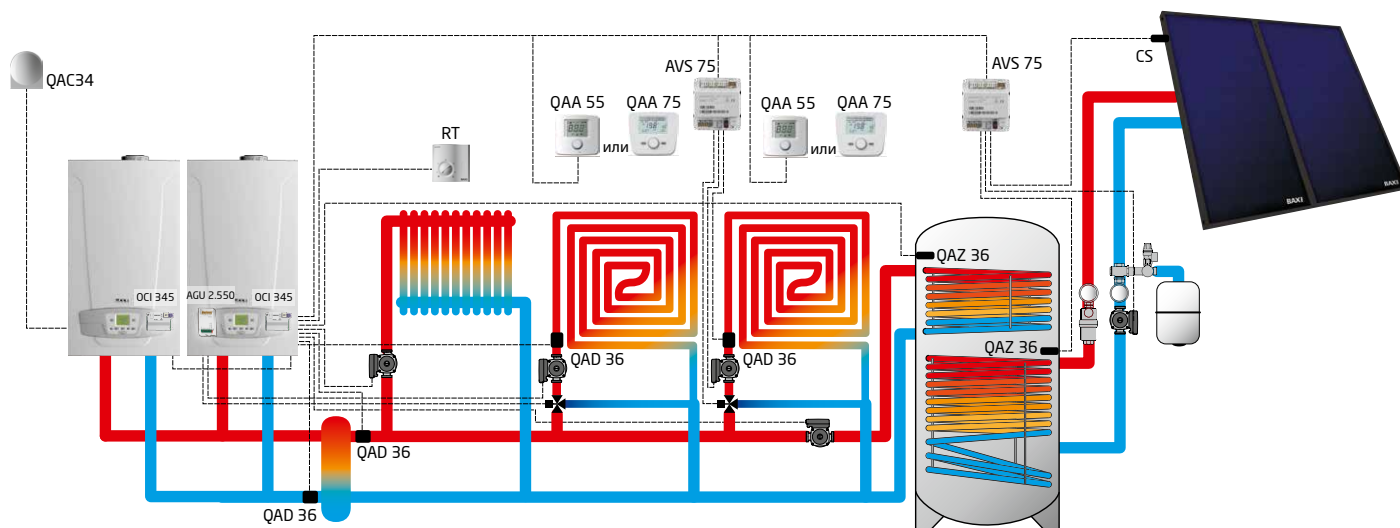 QAC34
RT
QAA 55
или
QAA 75
AVS 75
QAA 55
или
QAA 75
AVS 75
CS
BAXI
BAXI
OCI 345
AGU 2.550
OCI 345
QAZ 36
QAD 36
QAD 36
QAZ 36
QAD 36
QAD 36